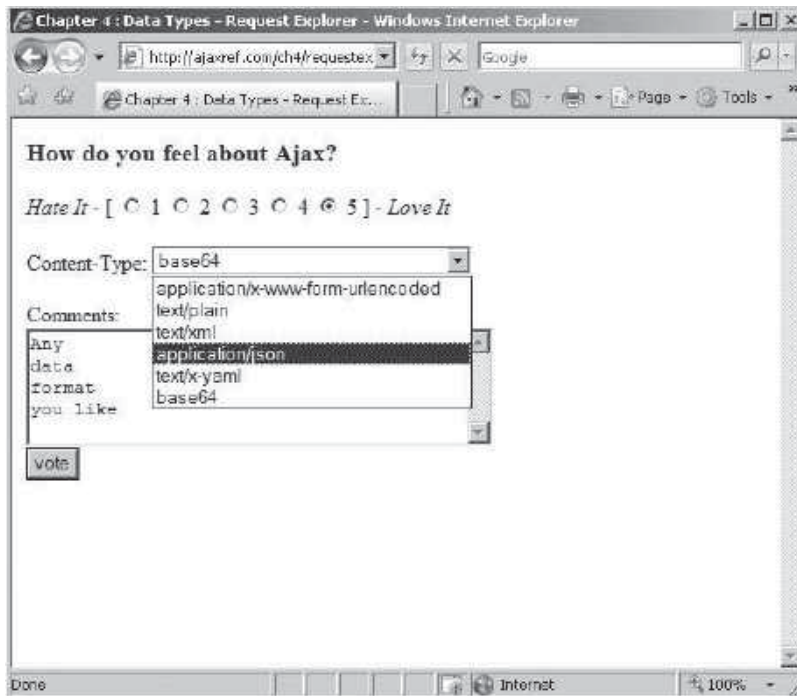 Chapter 4 : Data Types - Request Explorer - Windows Internet Explorer
http://ajaxref.com/ch4/requestex
Google
Chapter 4 : Data Types - Request Ex...
Page
Tools
How do you feel about Ajax?
Hate It - [ 1 2 3 4 5 ] - Love It
Content-Type: base64
application/x-www-form-urlencoded
text/plain
text/xml
application/json
text/x-yaml
base64
Comments:
Any
data
format
you like
vote
Done
Internet
100%